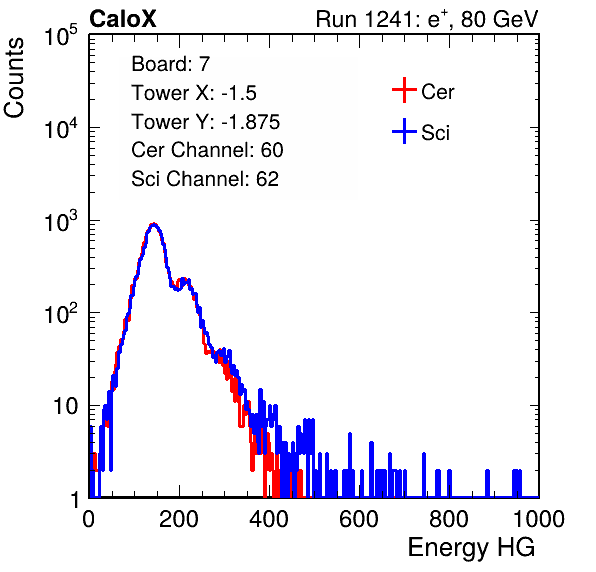 CaloX Run 1241: e⁺, 80 GeV
Counts
Board: 7
Tower X: -1.5
Tower Y: -1.875
Cer Channel: 60
Sci Channel: 62
Cer
Sci
10⁵
10⁴
10³
10²
10
1
0 200 400 600 800 1000
Energy HG